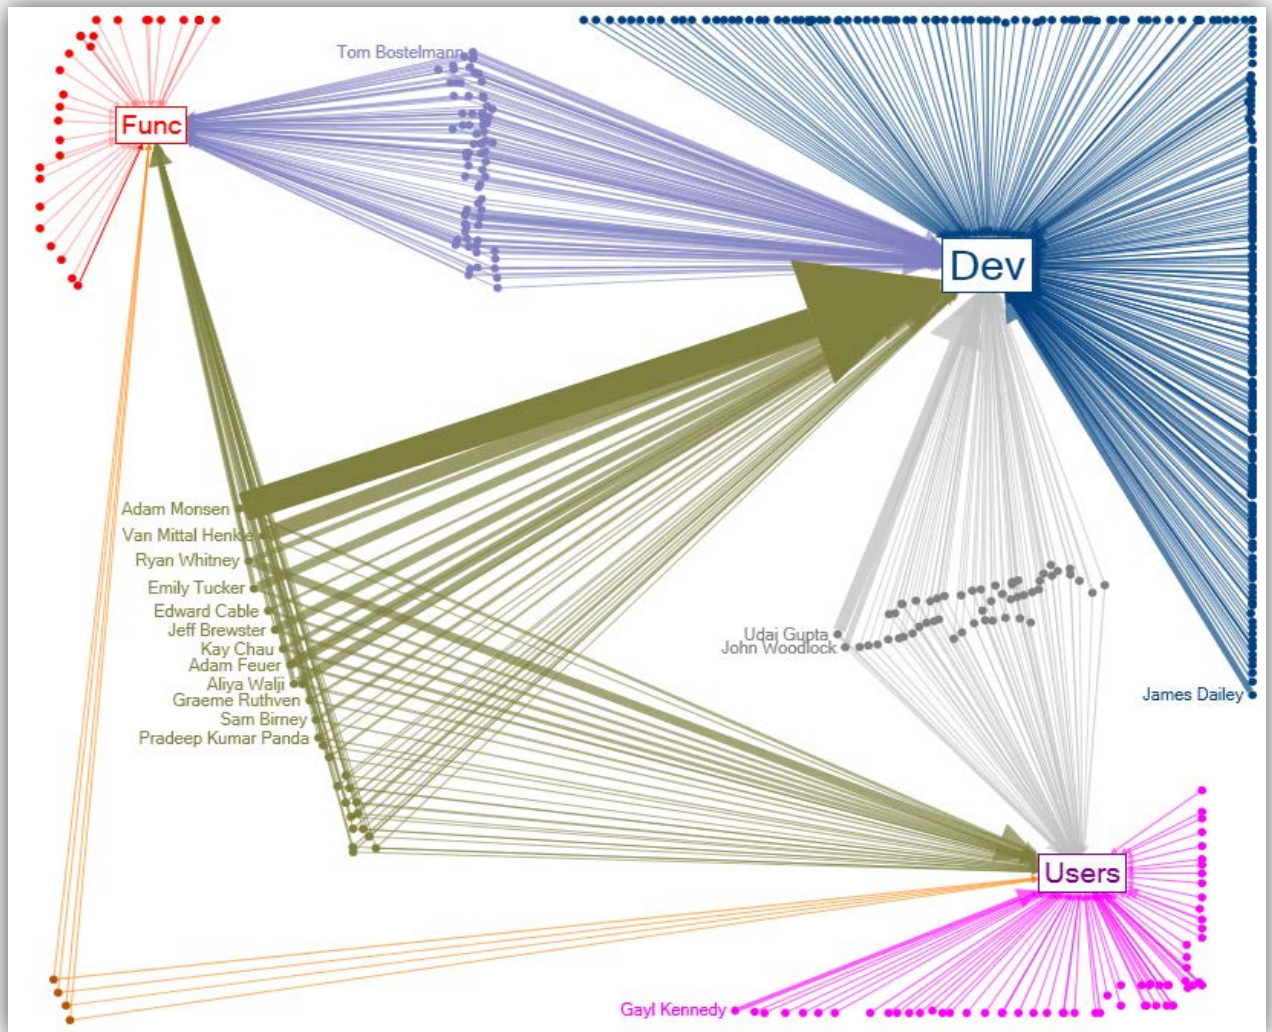 Tom Bostelmann
Func
Dev
Adam Monsen
Van Mittal Henkle
Ryan Whitney
Emily Tucker
Edward Cable
Jeff Brewster
Kay Chau
Adam Feuer
Aliya Walji
Graeme Ruthven
Sam Birney
Pradeep Kumar Panda
Udai Gupta
John Woodlock
James Dailey
Users
Gayl Kennedy